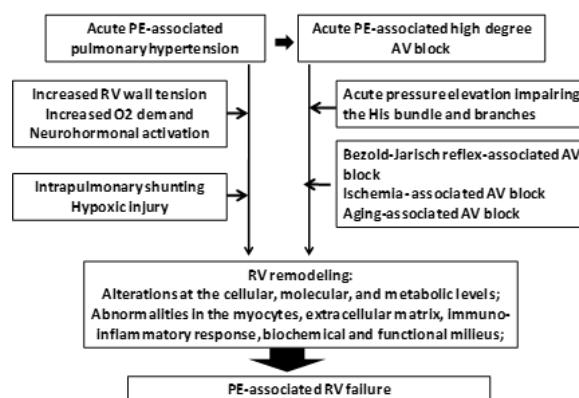 Acute PE-associated
pulmonary hypertension
Acute PE-associated high degree
AV block
Increased RV wall tension
Increased O2 demand
Neurohormonal activation
Acute pressure elevation impairing
the His bundle and branches
Intrapulmonary shunting
Hypoxic injury
Bezold-Jarisch reflex-associated AV
block
Ischemia - associated AV block
Aging-associated AV block
RV remodeling:
Alterations at the cellular, molecular, and metabolic levels;
Abnormalities in the myocytes, extracellular matrix, immuno-
inflammatory response, biochemical and functional milieus;
PE-associated RV failure